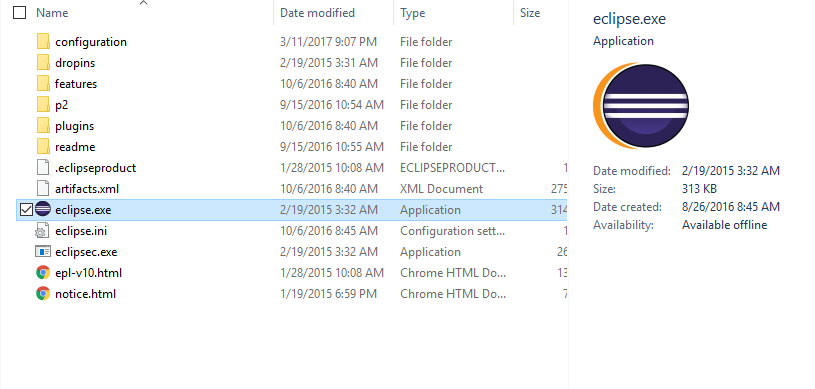 Name Date modified Type Size
configuration 3/11/2017 9:07 PM File folder
dropins 2/19/2015 3:31 AM File folder
features 10/6/2016 8:40 AM File folder
p2 9/15/2016 10:54 AM File folder
plugins 10/6/2016 8:40 AM File folder
readme 9/15/2016 10:55 AM File folder
.eclipseproduct 1/28/2015 10:08 AM ECLIPSEPRODUCT... 1
artifacts.xml 10/6/2016 8:40 AM XML Document 275
eclipse.exe 2/19/2015 3:32 AM Application 314
eclipse.ini 10/6/2016 8:45 AM Configuration sett... 1
eclipsec.exe 2/19/2015 3:32 AM Application 26
epl-v10.html 1/28/2015 10:08 AM Chrome HTML Do... 13
notice.html 1/19/2015 6:59 PM Chrome HTML Do... 7
eclipse.exe
Application
Date modified: 2/19/2015 3:32 AM
Size: 313 KB
Date created: 8/26/2016 8:45 AM
Availability: Available offline